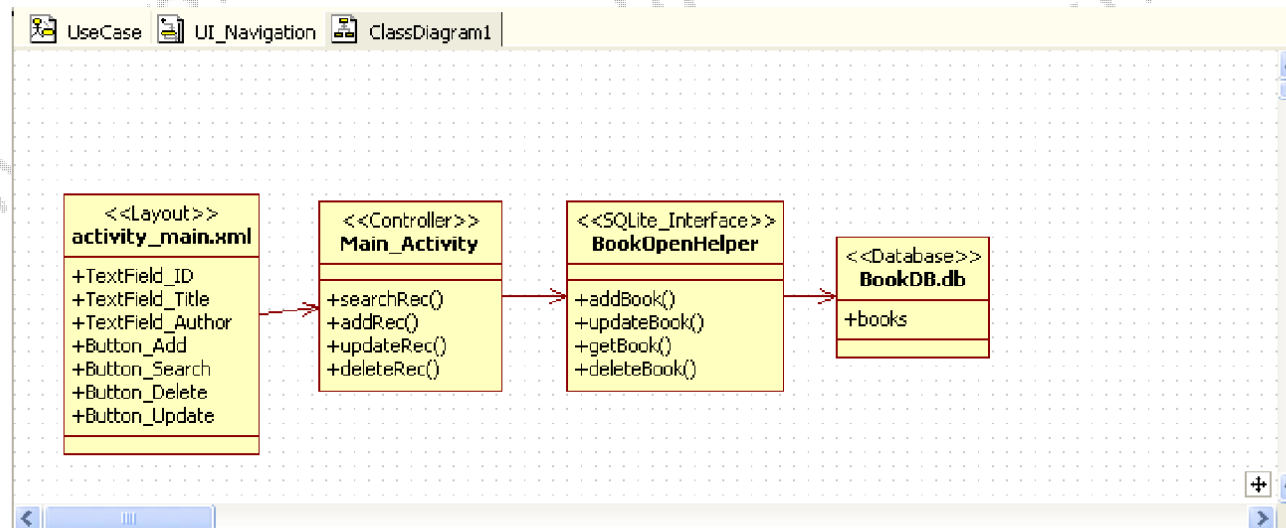 UseCase UI_Navigation ClassDiagram1
<<Layout>>
activity_main.xml
+TextField_ID
+TextField_Title
+TextField_Author
+Button_Add
+Button_Search
+Button_Delete
+Button_Update
<<Controller>>
Main_Activity
+searchRec()
+addRec()
+updateRec()
+deleteRec()
<<SQLite_Interface>>
BookOpenHelper
+addBook()
+updateBook()
+getBook()
+deleteBook()
<<Database>>
BookDB.db
+books